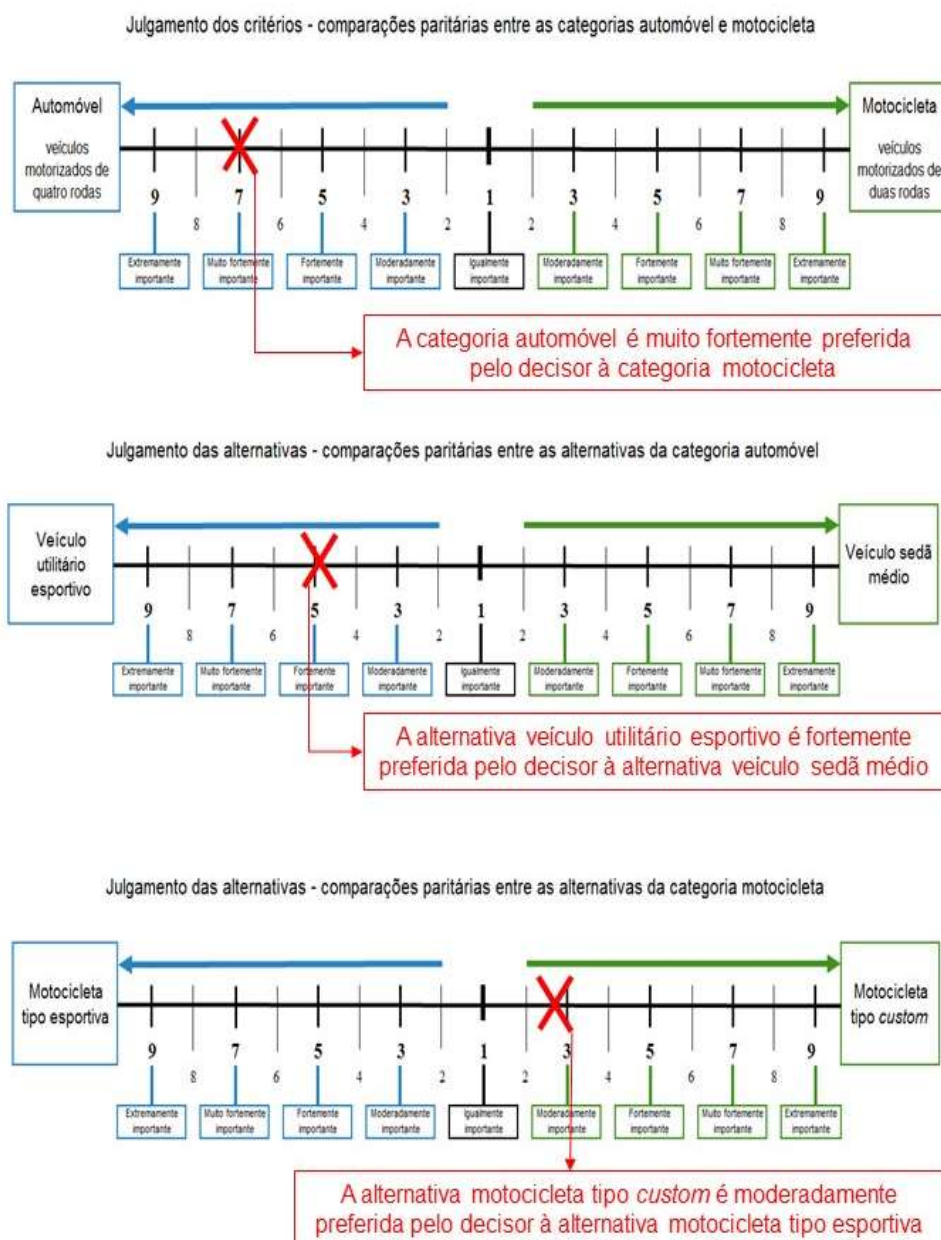 Julgamento dos critérios - comparações paritárias entre as categorias automóvel e motocicleta
Automóvel
veículos
motorizados de
quatro rodas
Motocicleta
veículos
motorizados de
duas rodas
9 7 5 3 1 3 5 7 9
8 6 4 2 2 4 6 8
Extremamente importante
Muito fortemente importante
Fortemente importante
Moderadamente importante
Igualmente importante
Moderadamente importante
Fortemente importante
Muito fortemente importante
Extremamente importante
A categoria automóvel é muito fortemente preferida
pelo decisor à categoria motocicleta
Julgamento das alternativas - comparações paritárias entre as alternativas da categoria automóvel
Veículo
utilitário
esportivo
Veículo sedã
médio
9 7 5 3 1 3 5 7 9
8 6 4 2 2 4 6 8
Extremamente importante
Muito fortemente importante
Fortemente importante
Moderadamente importante
Igualmente importante
Moderadamente importante
Fortemente importante
Muito fortemente importante
Extremamente importante
A alternativa veículo utilitário esportivo é fortemente
preferida pelo decisor à alternativa veículo sedã médio
Julgamento das alternativas - comparações paritárias entre as alternativas da categoria motocicleta
Motocicleta
tipo esportiva
Motocicleta
tipo custom
9 7 5 3 1 3 5 7 9
8 6 4 2 2 4 6 8
Extremamente importante
Muito fortemente importante
Fortemente importante
Moderadamente importante
Igualmente importante
Moderadamente importante
Fortemente importante
Muito fortemente importante
Extremamente importante
A alternativa motocicleta tipo custom é moderadamente
preferida pelo decisor à alternativa motocicleta tipo esportiva